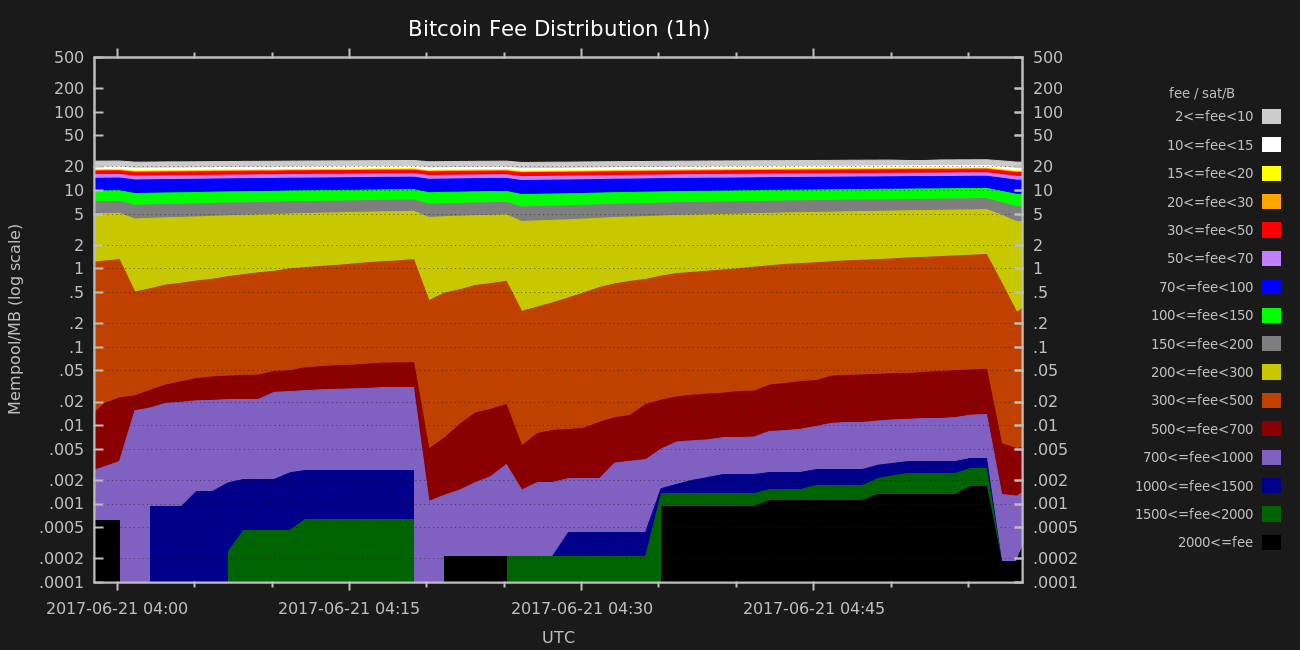 Bitcoin Fee Distribution (1h)
Mempool/MB (log scale)
500
200
100
50
20
10
5
2
1
.5
.2
.1
.05
.02
.01
.005
.002
.001
.0005
.0002
.0001
500
200
100
50
20
10
5
2
1
.5
.2
.1
.05
.02
.01
.005
.002
.001
.0005
.0002
.0001
2017-06-21 04:00
2017-06-21 04:15
2017-06-21 04:30
2017-06-21 04:45
UTC
fee / sat/B
2<=fee<10
10<=fee<15
15<=fee<20
20<=fee<30
30<=fee<50
50<=fee<70
70<=fee<100
100<=fee<150
150<=fee<200
200<=fee<300
300<=fee<500
500<=fee<700
700<=fee<1000
1000<=fee<1500
1500<=fee<2000
2000<=fee